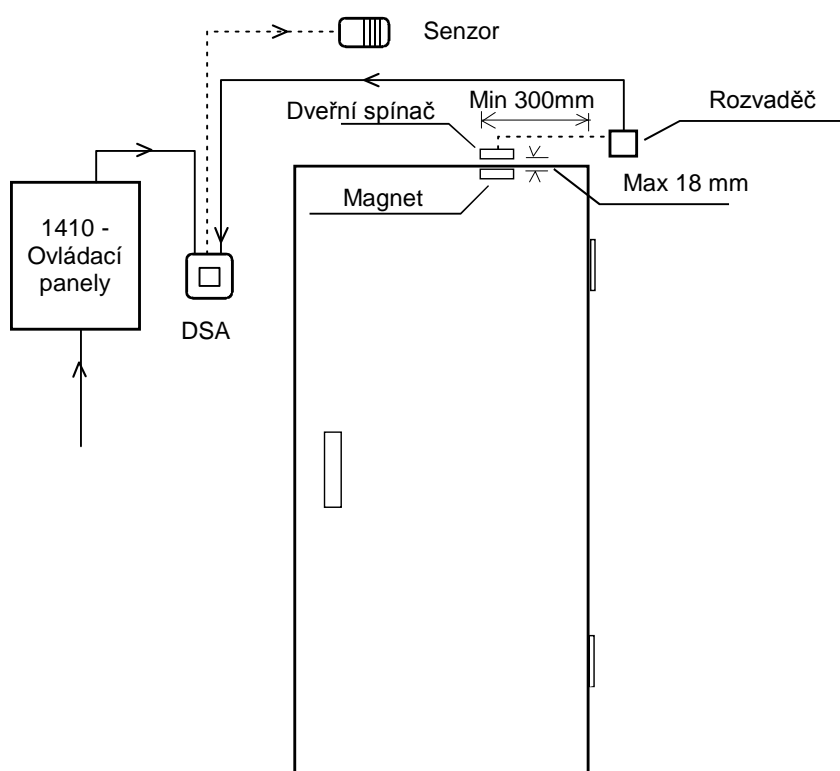 Senzor
Min 300mm
Rozvaděč
Dveřní spínač
Max 18 mm
Magnet
1410 -
Ovládací
panely
DSA